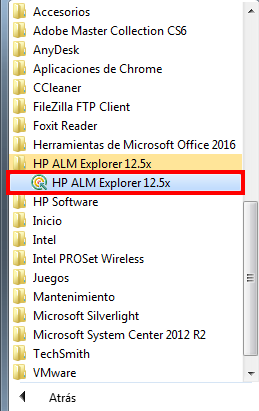 Accesorios
Adobe Master Collection CS6
AnyDesk
Aplicaciones de Chrome
CCleaner
FileZilla FTP Client
Foxit Reader
Herramientas de Microsoft Office 2016
HP ALM Explorer 12.5x
HP ALM Explorer 12.5x
HP Software
Inicio
Intel
Intel PROSet Wireless
Juegos
Mantenimiento
Microsoft Silverlight
Microsoft System Center 2012 R2
TechSmith
VMware
Atrás